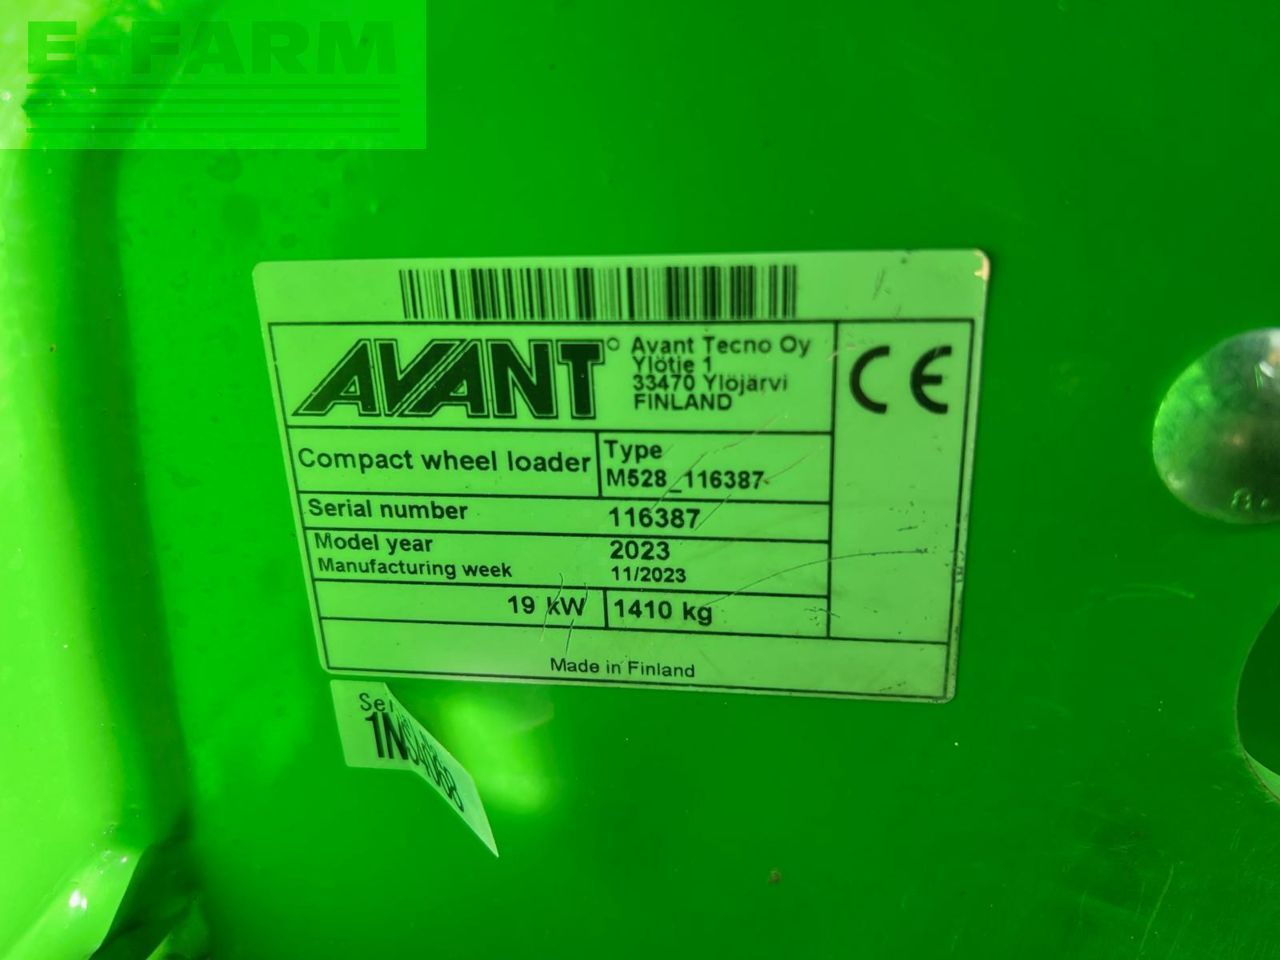 E-FARM
AVANT° Avant Tecno Oy
Ylötie 1
33470 Ylöjärvi
FINLAND
CE
Compact wheel loader Type
M528_116387
Serial number 116387
Model year 2023
Manufacturing week 11/2023
19 kW 1410 kg
Made in Finland